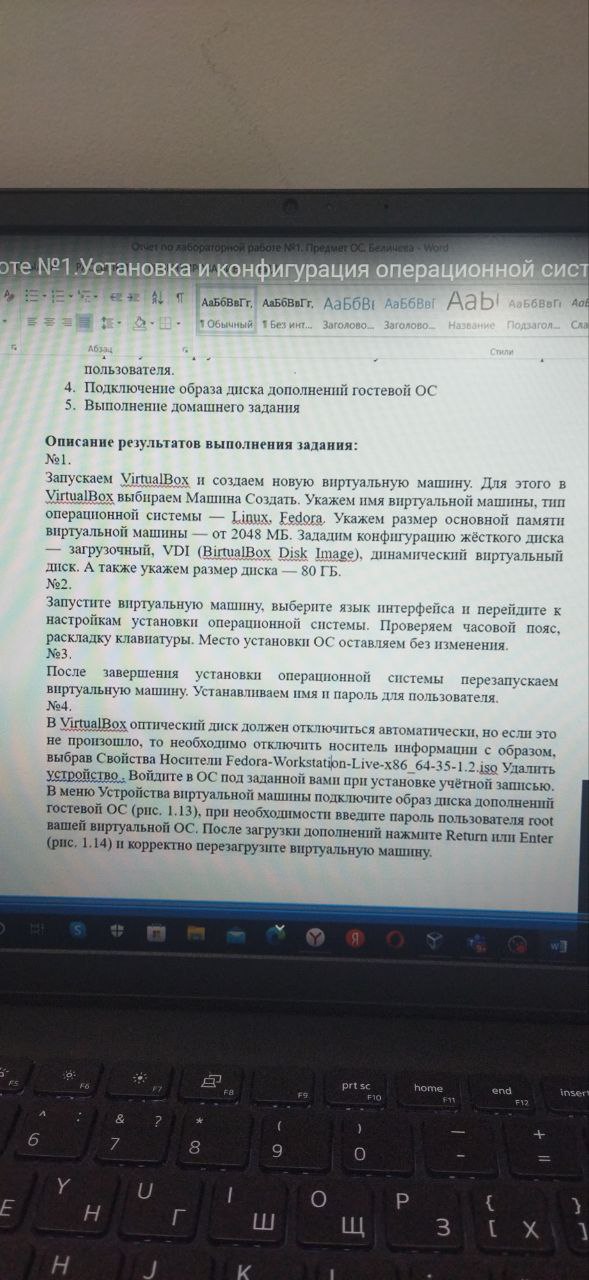 Отчет по лабораторной работе №1. Предмет ОС. Беличева - Word
оте №1.Установка и конфигурация операционной сист
АаБбВвГг, АаБбВвГг, АаБбВı АаБбВвГ АаЫ АаБбВвГı Ааб
¶ Обычный ¶ Без инт... Заголово... Заголово... Название Подзагол... Сла
Абзац Стили
пользователя.
4. Подключение образа диска дополнений гостевой ОС
5. Выполнение домашнего задания
Описание результатов выполнения задания:
№1.
Запускаем VirtualBox и создаем новую виртуальную машину. Для этого в
VirtualBox выбираем Машина Создать. Укажем имя виртуальной машины, тип
операционной системы — Linux, Fedora. Укажем размер основной памяти
виртуальной машины — от 2048 МБ. Зададим конфигурацию жёсткого диска
— загрузочный, VDI (BirtualBox Disk Image), динамический виртуальный
диск. А также укажем размер диска — 80 ГБ.
№2.
Запустите виртуальную машину, выберите язык интерфейса и перейдите к
настройкам установки операционной системы. Проверяем часовой пояс,
раскладку клавиатуры. Место установки ОС оставляем без изменения.
№3.
После завершения установки операционной системы перезапускаем
виртуальную машину. Устанавливаем имя и пароль для пользователя.
№4.
В VirtualBox оптический диск должен отключиться автоматически, но если это
не произошло, то необходимо отключить носитель информации с образом,
выбрав Свойства Носители Fedora-Workstation-Live-x86_64-35-1.2.iso Удалить
устройство . Войдите в ОС под заданной вами при установке учётной записью.
В меню Устройства виртуальной машины подключите образ диска дополнений
гостевой ОС (рис. 1.13), при необходимости введите пароль пользователя root
вашей виртуальной ОС. После загрузки дополнений нажмите Return или Enter
(рис. 1.14) и корректно перезагрузите виртуальную машину.
F5 F6 F7 F8 F9 prt sc F10 home F11 end F12 insert
^ : 6 & ? 7 * 8 ( 9 ) 0 — - + =
Е Y Н U Г I Ш O Щ P З { [ Х } ]
H J K L